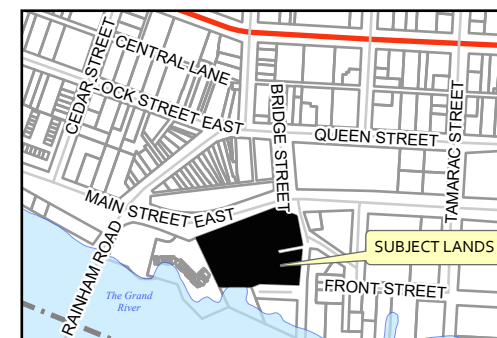 CENTRAL LANE
CEDAR STREET
OCK STREET EAST
BRIDGE STREET
QUEEN STREET
TAMARAC STREET
MAIN STREET EAST
RAINHAM ROAD
SUBJECT LANDS
FRONT STREET
The Grand
River